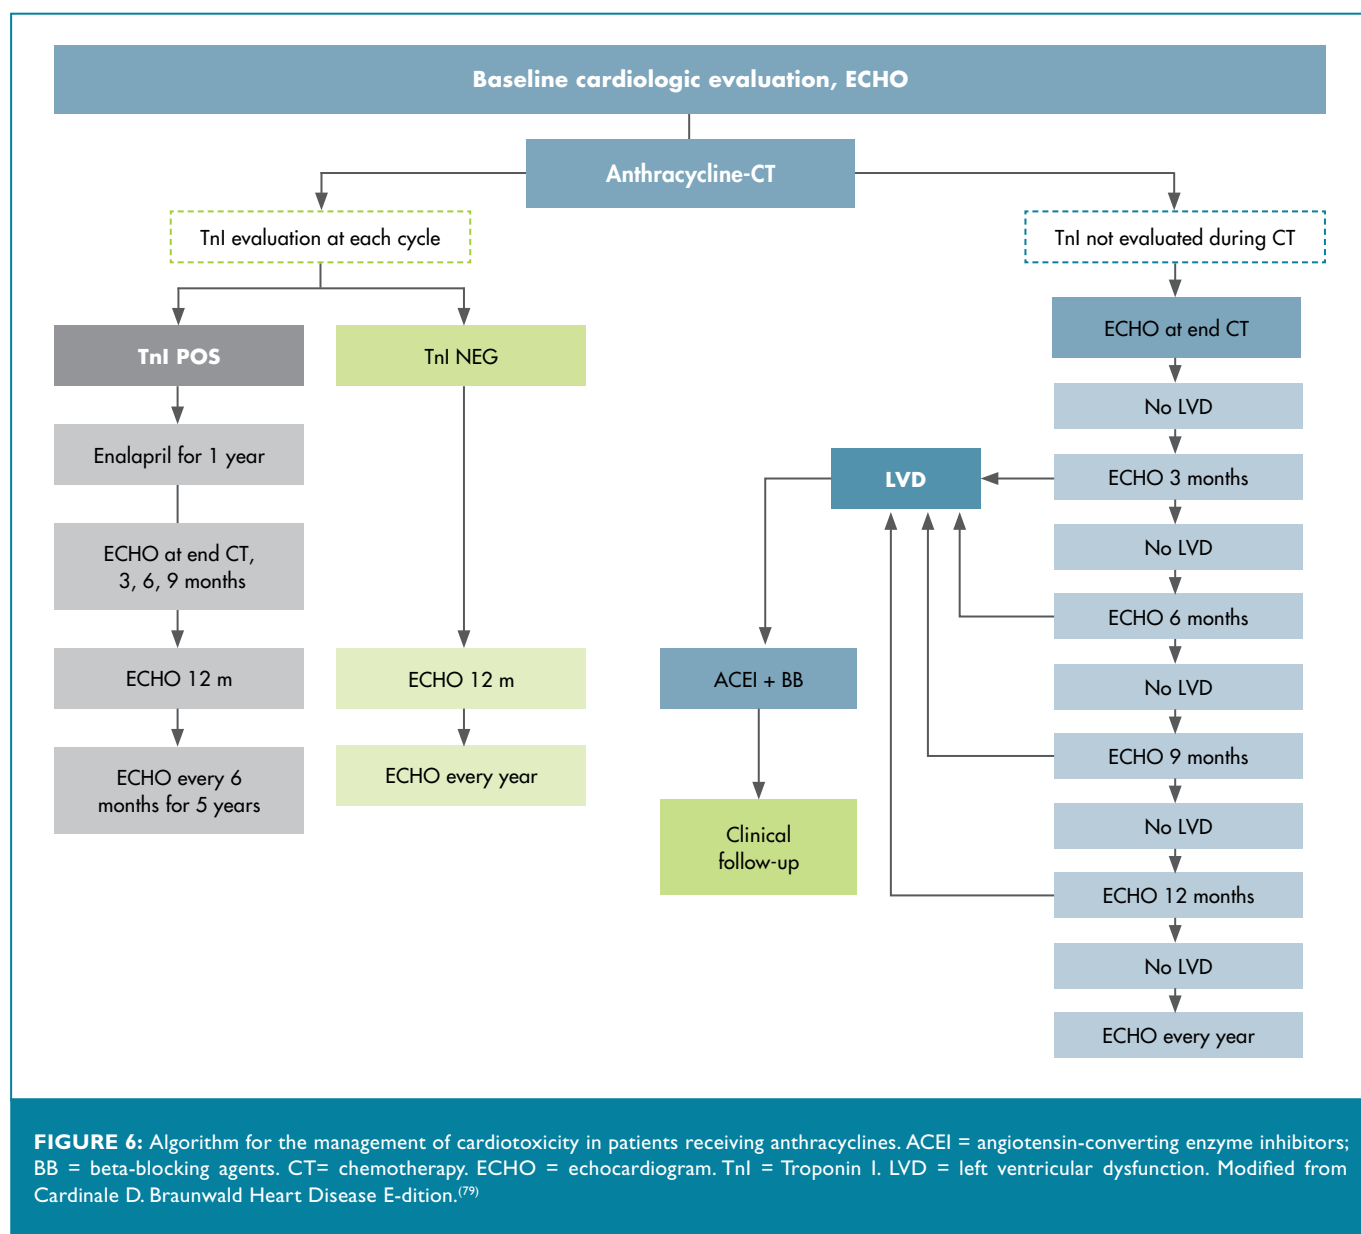 Baseline cardiologic evaluation, ECHO
Anthracycline-CT
TnI evaluation at each cycle
TnI not evaluated during CT
TnI POS
TnI NEG
Enalapril for 1 year
ECHO at end CT,
3, 6, 9 months
ECHO 12 m
ECHO every 6
months for 5 years
ECHO 12 m
ECHO every year
LVD
ACEI + BB
Clinical
follow-up
ECHO at end CT
No LVD
ECHO 3 months
No LVD
ECHO 6 months
No LVD
ECHO 9 months
No LVD
ECHO 12 months
No LVD
ECHO every year
FIGURE 6: Algorithm for the management of cardiotoxicity in patients receiving anthracyclines. ACEI = angiotensin-converting enzyme inhibitors;
BB = beta-blocking agents. CT= chemotherapy. ECHO = echocardiogram. TnI = Troponin I. LVD = left ventricular dysfunction. Modified from
Cardinale D. Braunwald Heart Disease E-dition.(79)